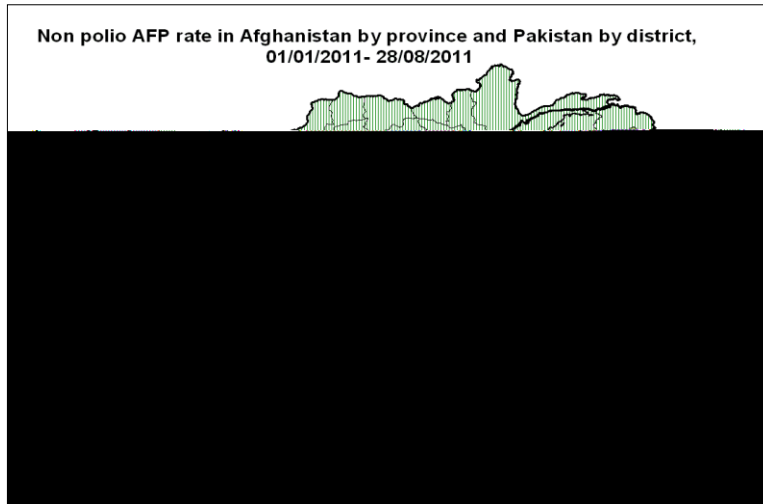 Non polio AFP rate in Afghanistan by province and Pakistan by district,
01/01/2011- 28/08/2011